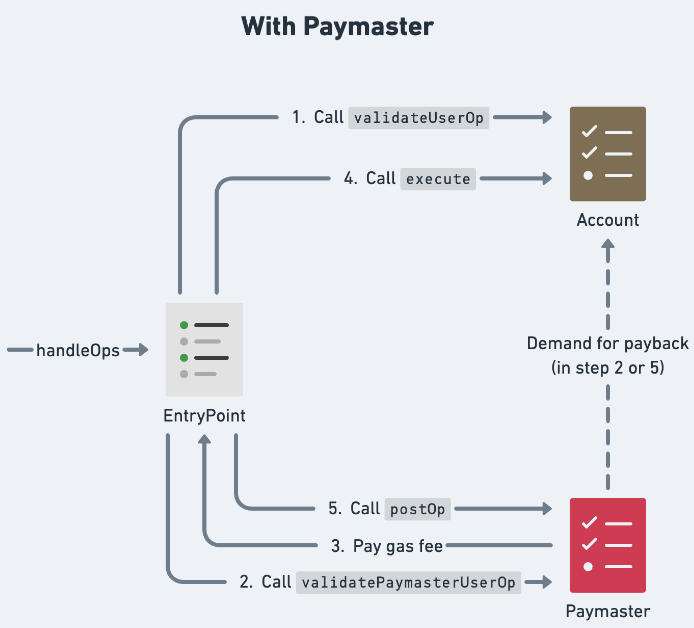 With Paymaster
1. Call validateUserOp
4. Call execute
Account
handleOps
EntryPoint
Demand for payback
(in step 2 or 5)
5. Call postOp
3. Pay gas fee
2. Call validatePaymasterUserOp
Paymaster